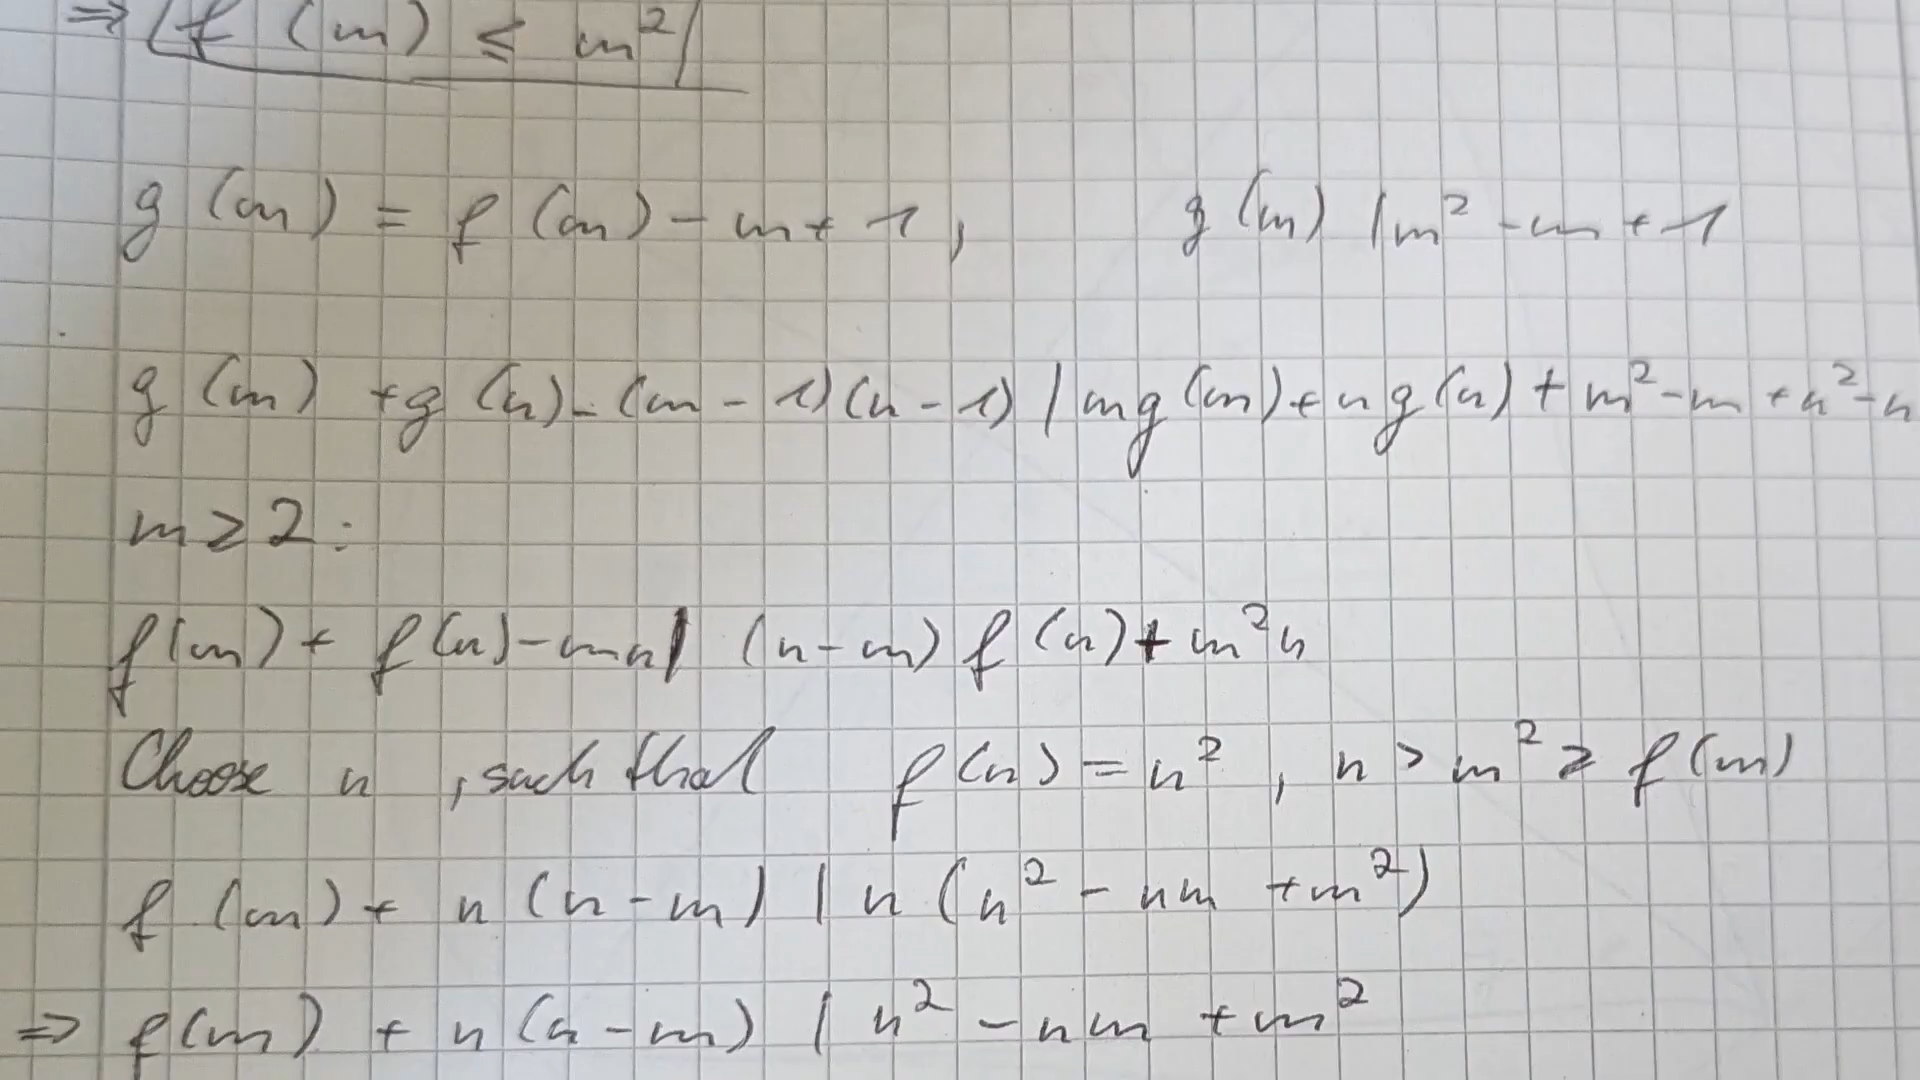 ⇒ |f(m) ≤ m²|
g(m) = f(m) - m + 1, g(m) | m² - m + 1
g(m) + g(n) - (m - 1)(n - 1) | mg(m) + ng(n) + m² - m + n² - n
m ≥ 2:
f(m) + f(n) - mn | (n - m) f(n) + m²n
Choose n, such that f(n) = n², n > m² ≥ f(m)
f(m) + n(n - m) | n(n² - nm + m²)
⇒ f(m) + n(n - m) | n² - nm + m²